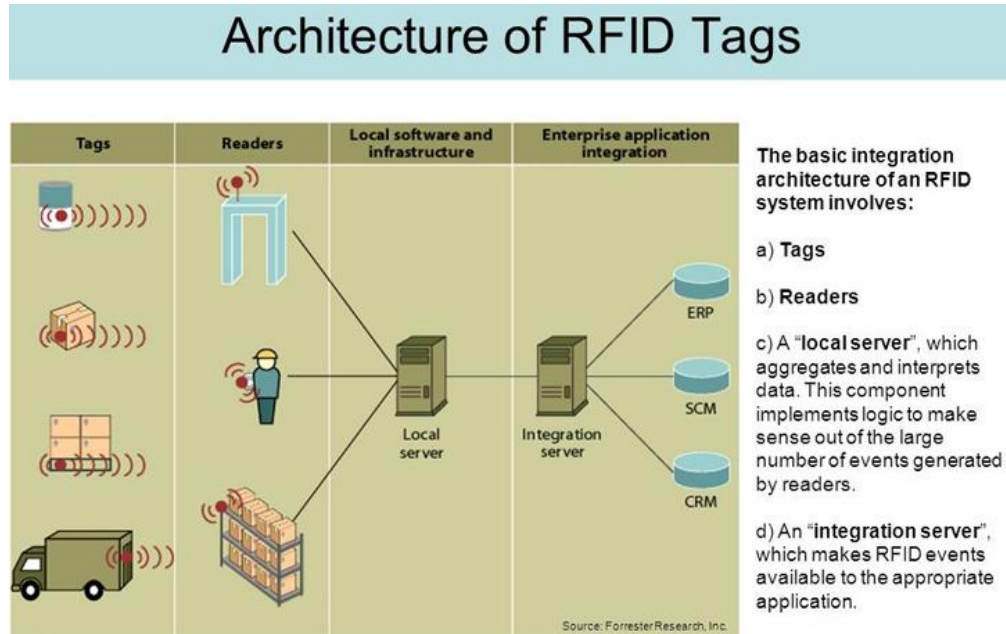 Architecture of RFID Tags
Tags
Readers
Local software and
infrastructure
Enterprise application
integration
Local
server
Integration
server
ERP
SCM
CRM
Source: Forrester Research, Inc.
The basic integration
architecture of an RFID
system involves:
a) Tags
b) Readers
c) A “local server”, which
aggregates and interprets
data. This component
implements logic to make
sense out of the large
number of events generated
by readers.
d) An “integration server”,
which makes RFID events
available to the appropriate
application.